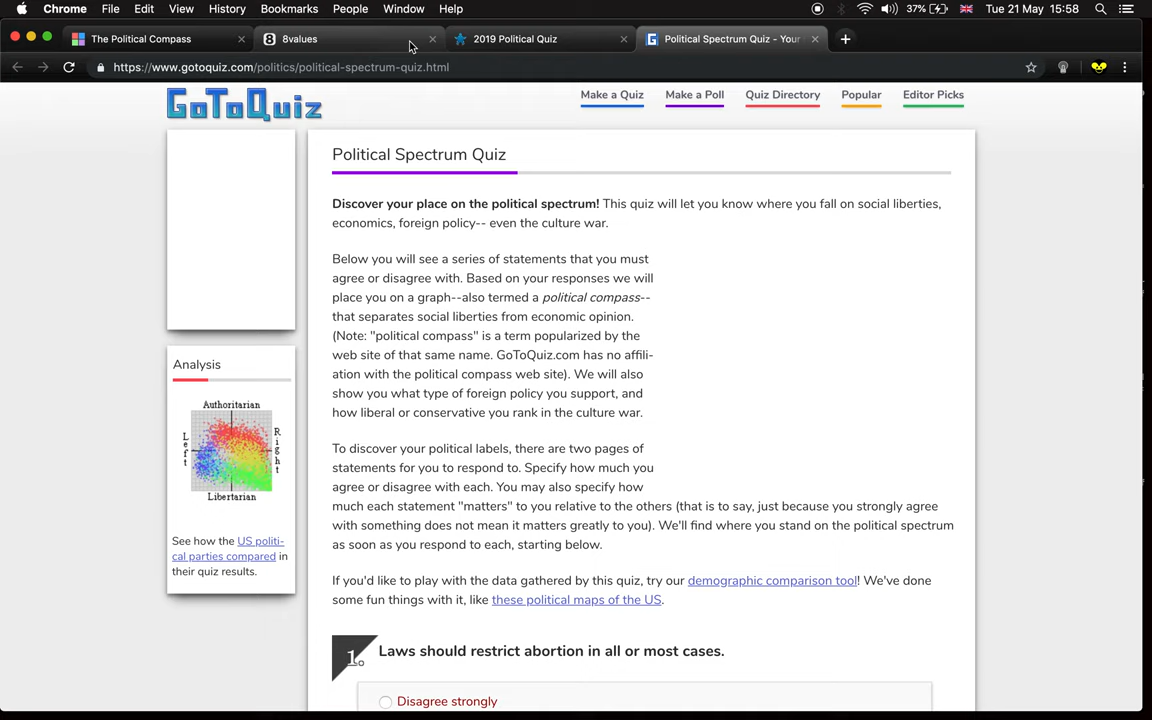 Chrome File Edit View History Bookmarks People Window Help 37% Tue 21 May 15:58
The Political Compass 8values 2019 Political Quiz Political Spectrum Quiz - Your
https://www.gotoquiz.com/politics/political-spectrum-quiz.html
GoToQuiz Make a Quiz Make a Poll Quiz Directory Popular Editor Picks
Political Spectrum Quiz
Discover your place on the political spectrum! This quiz will let you know where you fall on social liberties,
economics, foreign policy-- even the culture war.
Below you will see a series of statements that you must
agree or disagree with. Based on your responses we will
place you on a graph--also termed a political compass--
that separates social liberties from economic opinion.
(Note: "political compass" is a term popularized by the
web site of that same name. GoToQuiz.com has no affili-
ation with the political compass web site). We will also
show you what type of foreign policy you support, and
how liberal or conservative you rank in the culture war.
To discover your political labels, there are two pages of
statements for you to respond to. Specify how much you
agree or disagree with each. You may also specify how
much each statement "matters" to you relative to the others (that is to say, just because you strongly agree
with something does not mean it matters greatly to you). We'll find where you stand on the political spectrum
as soon as you respond to each, starting below.
If you'd like to play with the data gathered by this quiz, try our demographic comparison tool! We've done
some fun things with it, like these political maps of the US.
1. Laws should restrict abortion in all or most cases.
Disagree strongly
Analysis
Authoritarian
Left
Right
Libertarian
See how the US politi-
cal parties compared in
their quiz results.